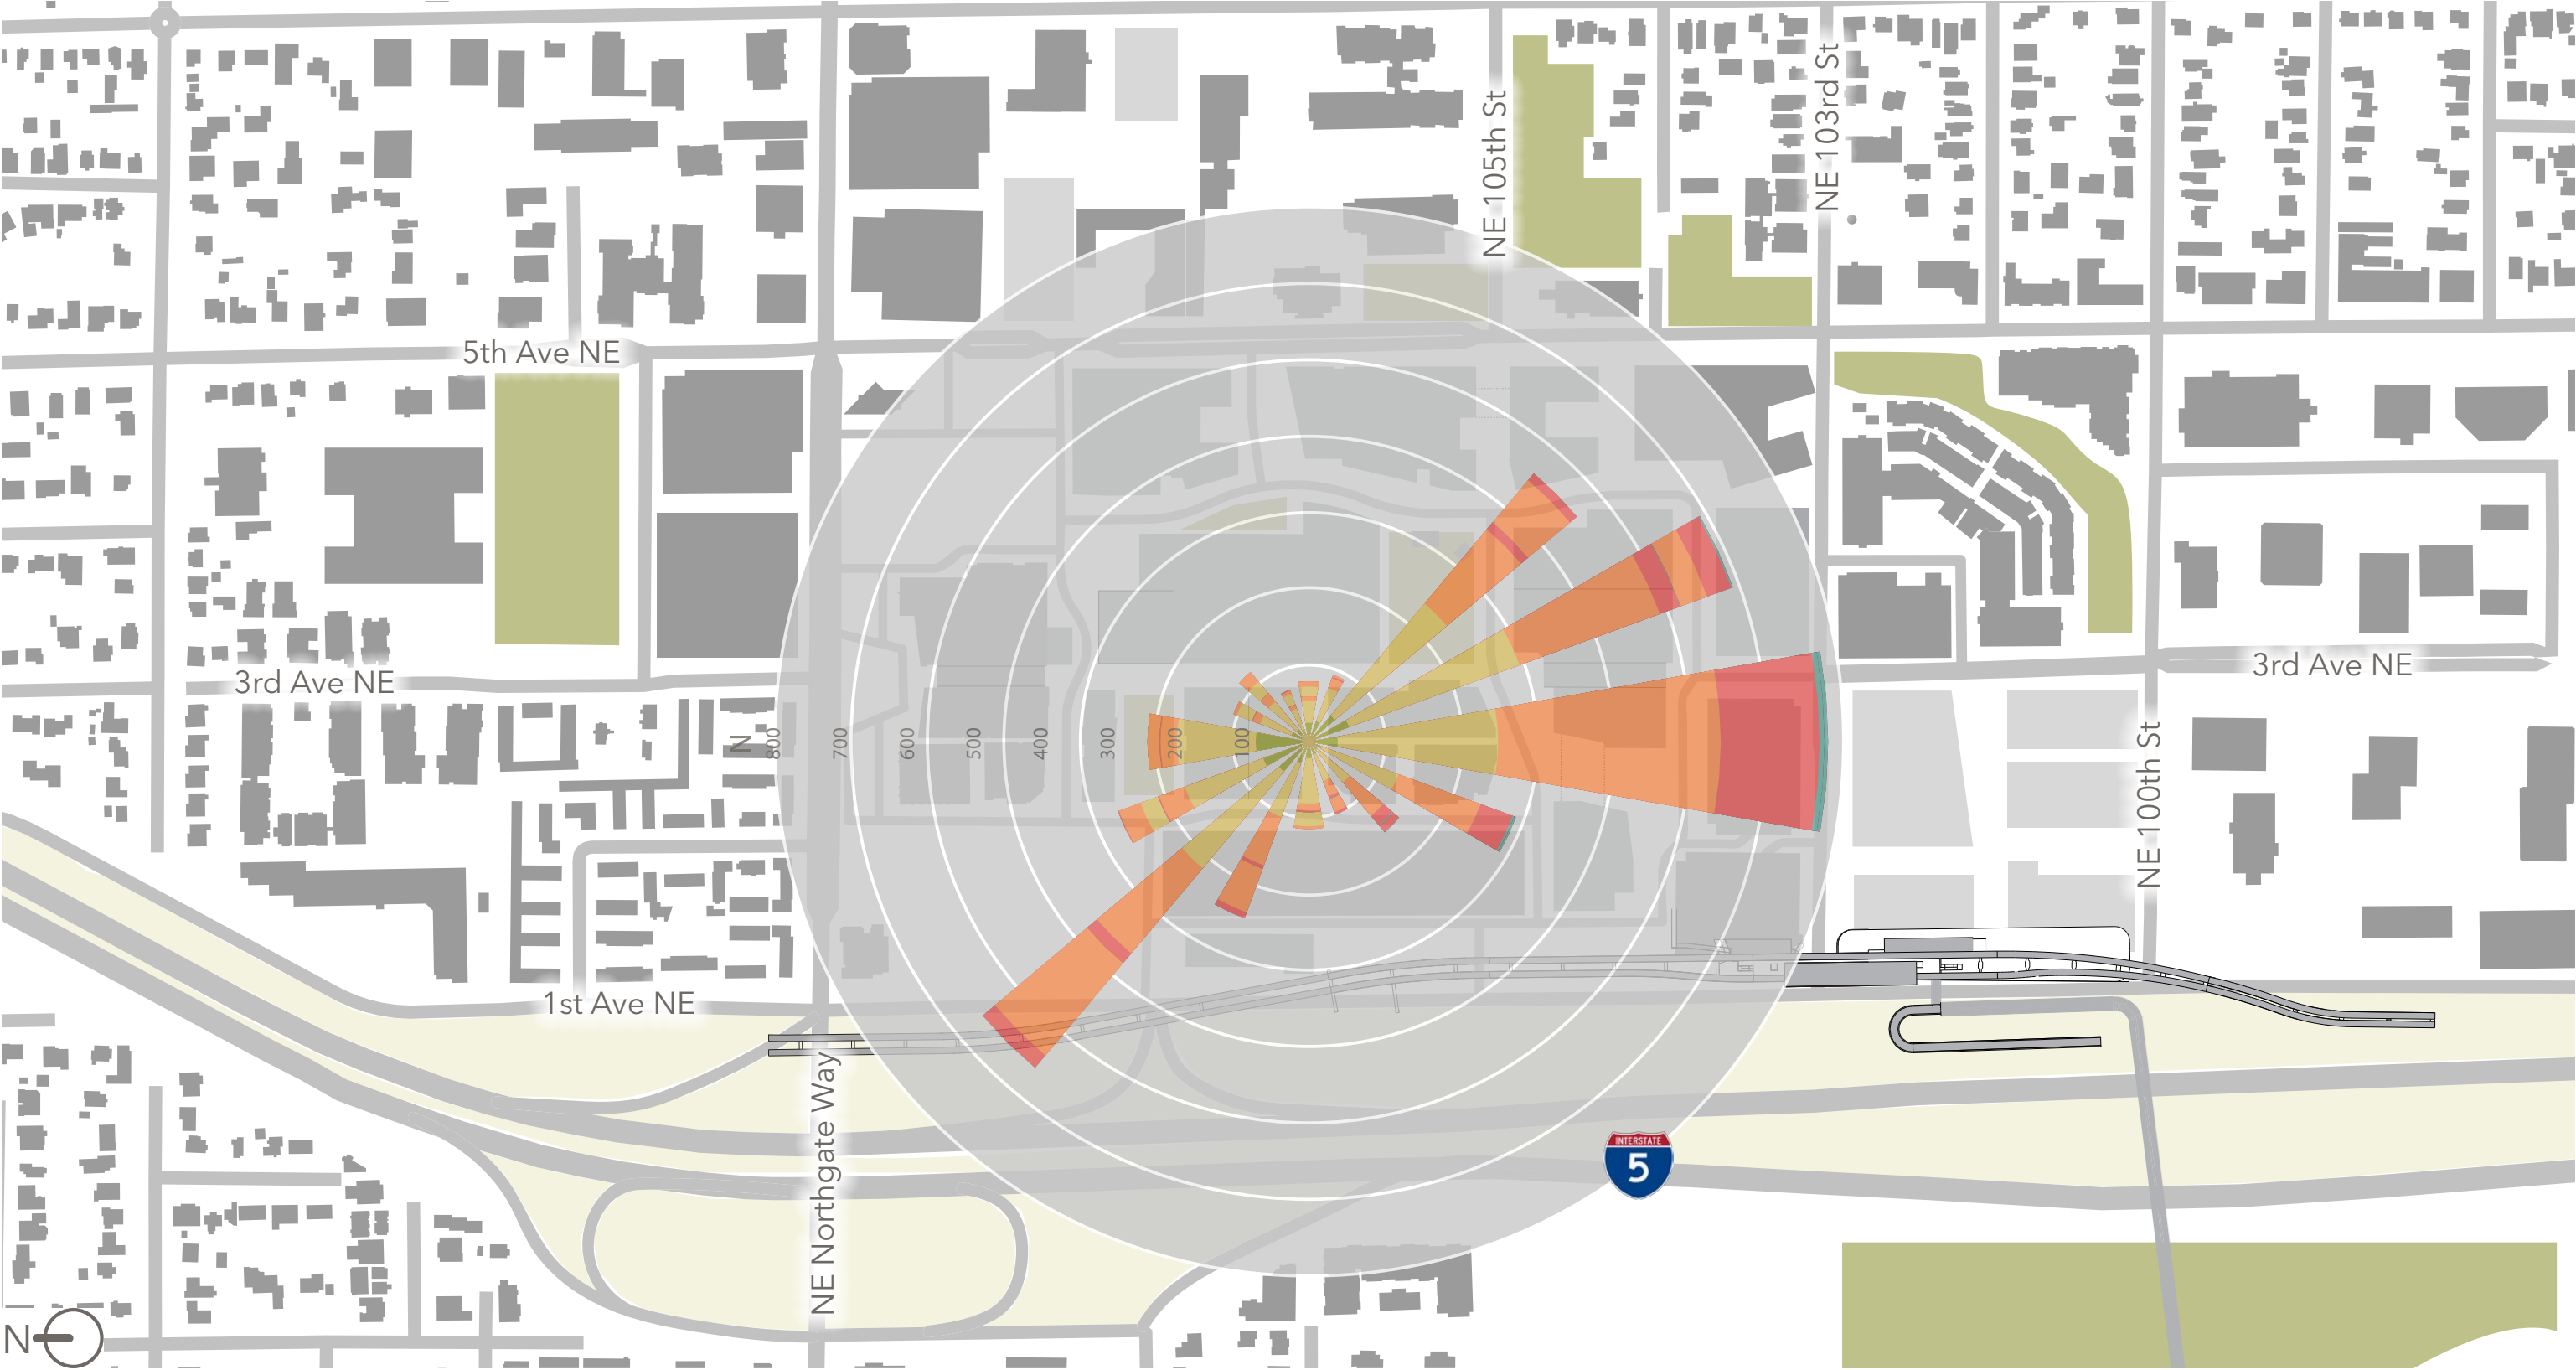 NE 105th St
NE 103rd St
5th Ave NE
3rd Ave NE
3rd Ave NE
N
800
700
600
500
400
300
200
100
NE 100th St
1st Ave NE
NE Northgate Way
INTERSTATE
5
N